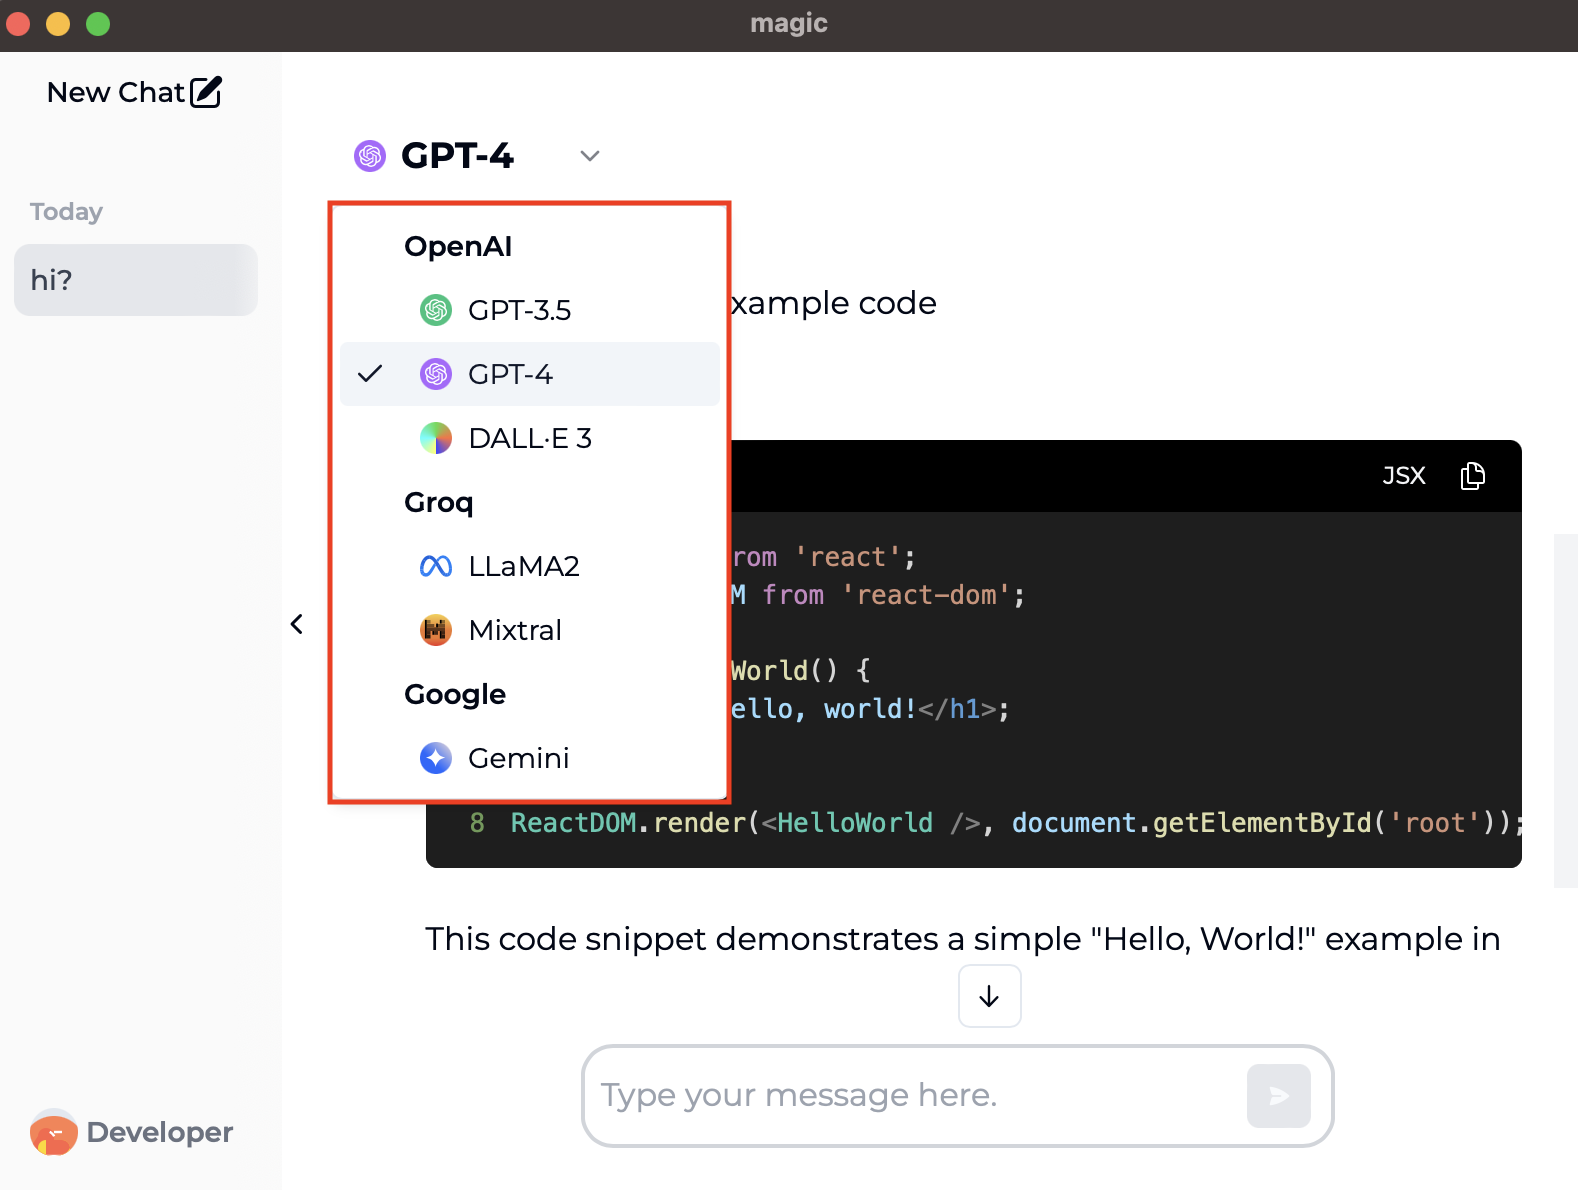 magic
New Chat
Today
hi?
GPT-4
OpenAI
GPT-3.5
GPT-4
DALL·E 3
Groq
LLaMA2
Mixtral
Google
Gemini
xample code
JSX
rom 'react';
M from 'react-dom';
World() {
ello, world!</h1>;
8 ReactDOM.render(<HelloWorld />, document.getElementById('root'));
This code snippet demonstrates a simple "Hello, World!" example in
Type your message here.
Developer